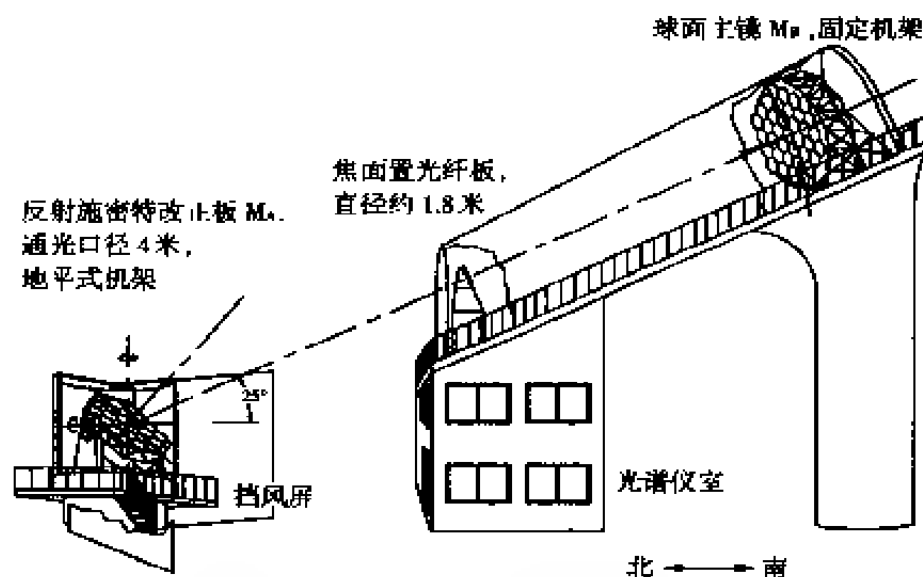 球面主镜 MB,固定机架
焦面置光纤板,
直径约 1.8 米
反射施密特改正板 MA,
通光口径 4 米,
地平式机架
25°
挡风屏
光谱仪室
北 南